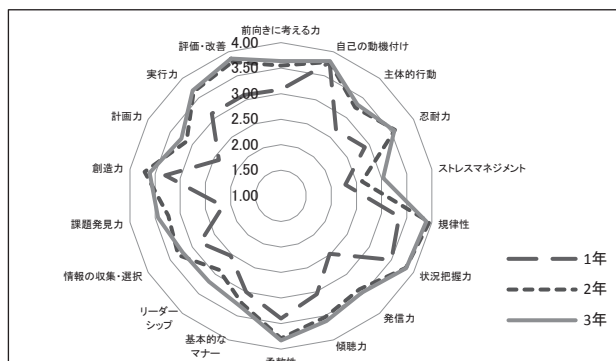 前向きに考える力
自己の動機付け
主体的行動
忍耐力
ストレスマネジメント
規律性
状況把握力
発信力
傾聴力
柔軟性
基本的な
マナー
リーダー
シップ
情報の収集・選択
課題発見力
創造力
計画力
実行力
評価・改善
4.00
3.50
3.00
2.50
2.00
1.50
1.00
1年
2年
3年